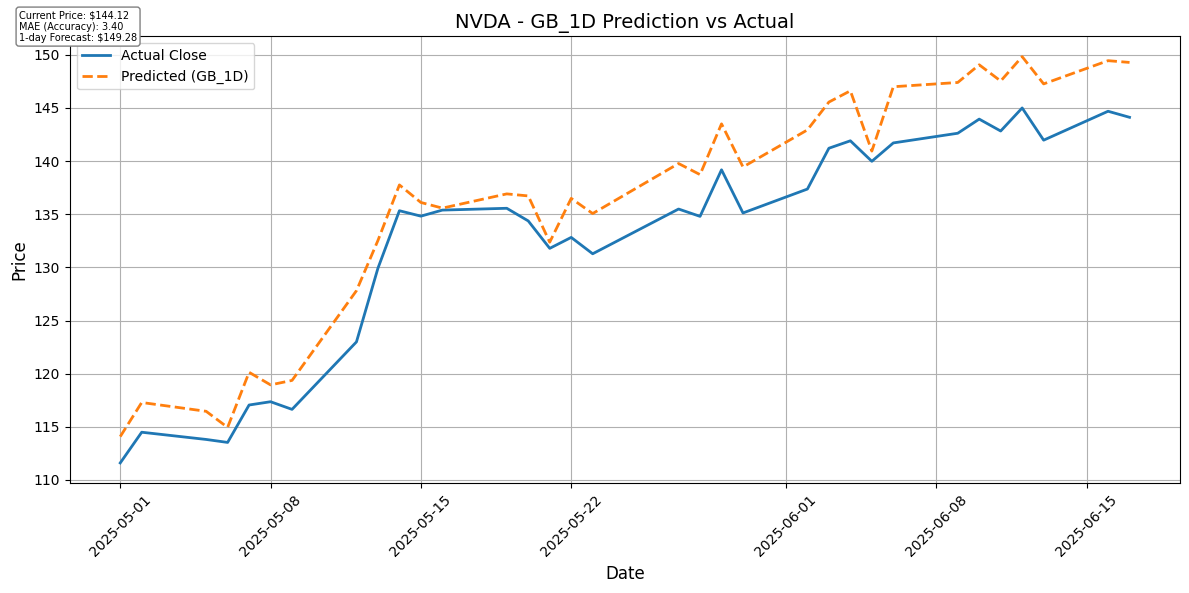 Current Price: $144.12
MAE (Accuracy): 3.40
1-day Forecast: $149.28
NVDA - GB_1D Prediction vs Actual
Actual Close
Predicted (GB_1D)
150
145
140
135
130
125
120
115
110
Price
2025-05-01
2025-05-08
2025-05-15
2025-05-22
2025-06-01
2025-06-08
2025-06-15
Date